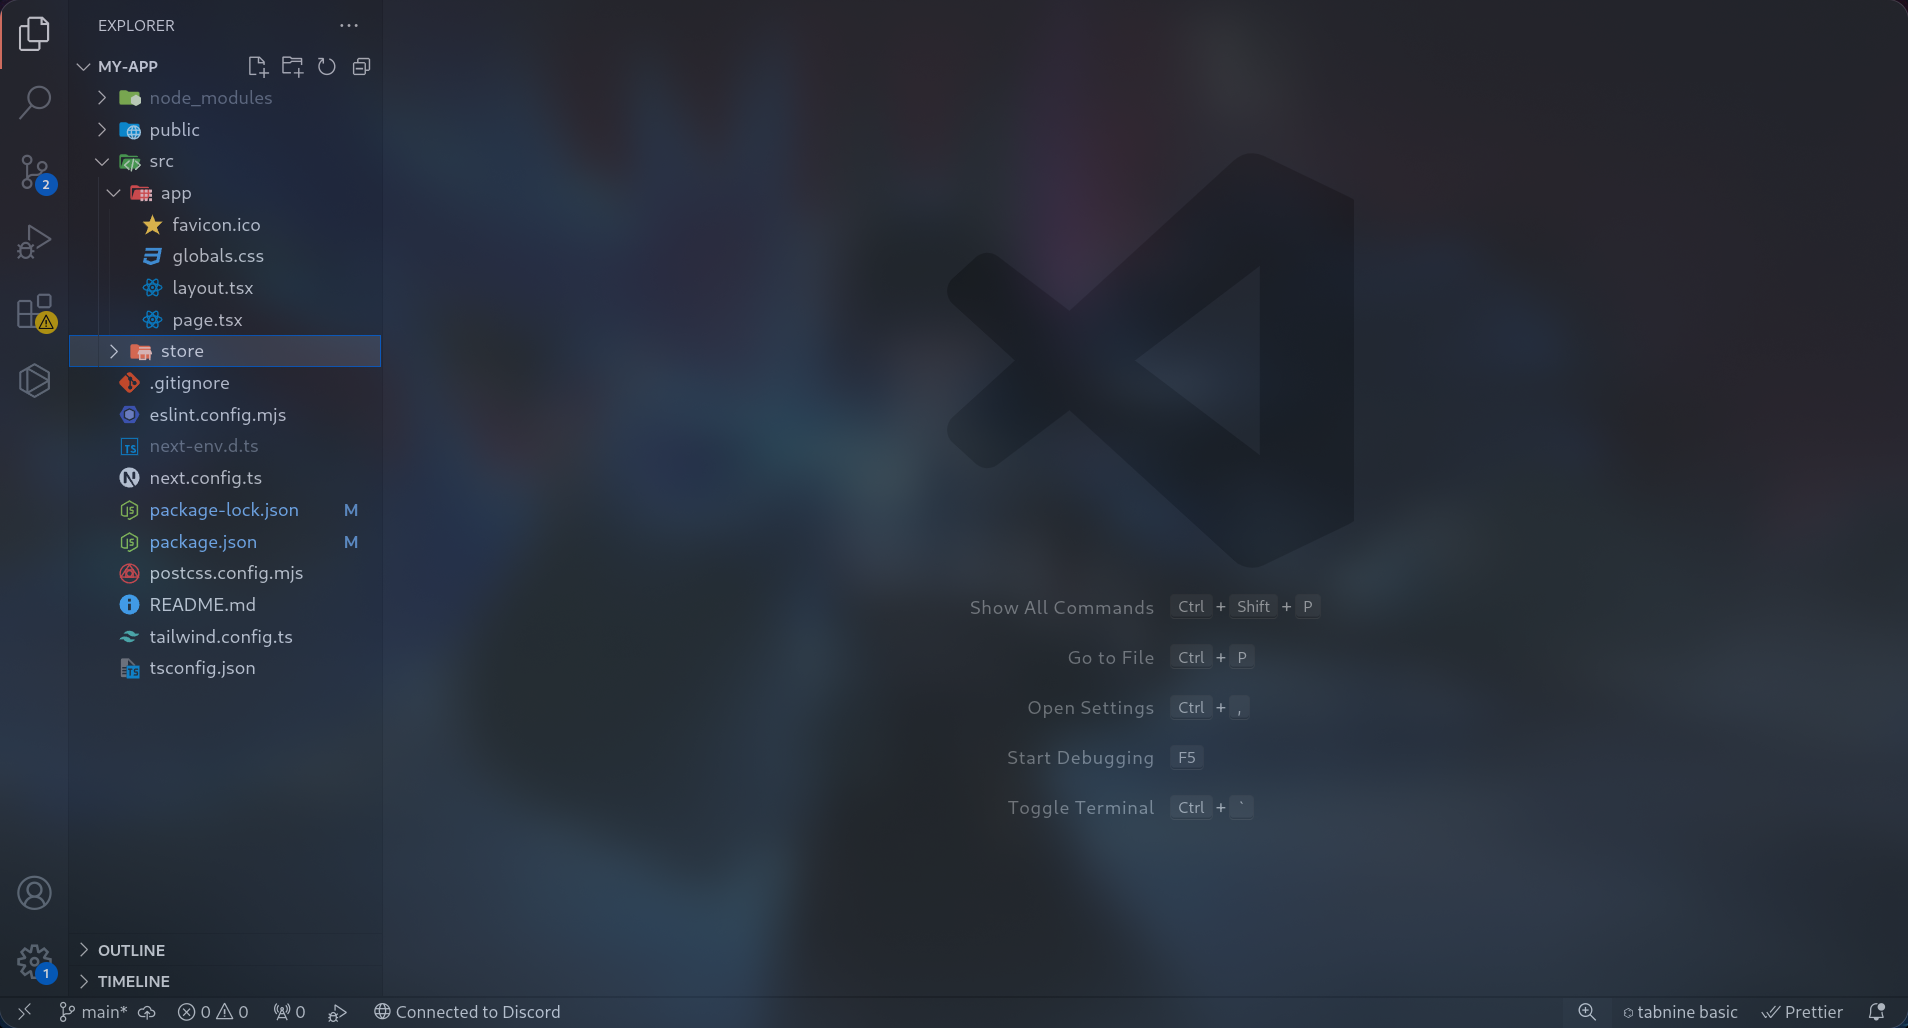 EXPLORER
MY-APP
node_modules
public
src
app
favicon.ico
globals.css
layout.tsx
page.tsx
store
.gitignore
eslint.config.mjs
next-env.d.ts
next.config.ts
package-lock.json M
package.json M
postcss.config.mjs
README.md
tailwind.config.ts
tsconfig.json
OUTLINE
TIMELINE
2
1
Show All Commands Ctrl + Shift + P
Go to File Ctrl + P
Open Settings Ctrl + ,
Start Debugging F5
Toggle Terminal Ctrl + `
main* 0 0 0 Connected to Discord tabnine basic Prettier